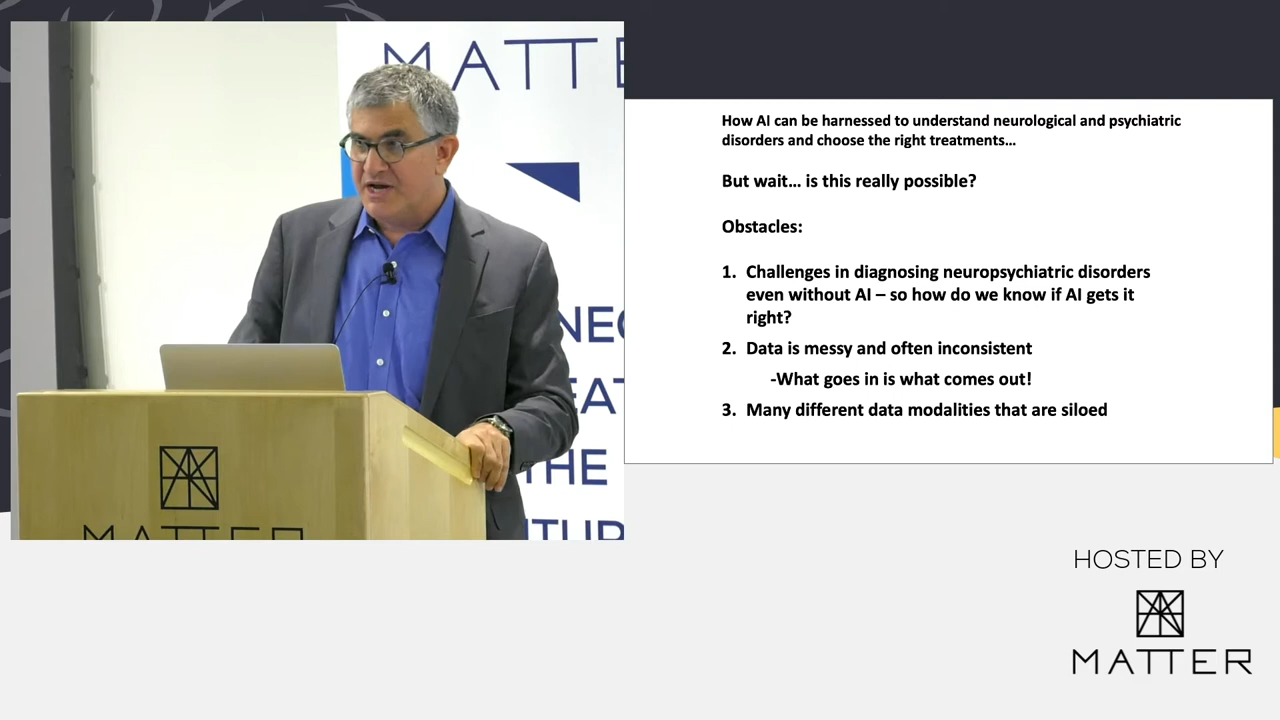 MATTE
NEC
EAT
THE
TUR
MATTER
How AI can be harnessed to understand neurological and psychiatric
disorders and choose the right treatments…
But wait… is this really possible?
Obstacles:
1. Challenges in diagnosing neuropsychiatric disorders
even without AI – so how do we know if AI gets it
right?
2. Data is messy and often inconsistent
-What goes in is what comes out!
3. Many different data modalities that are siloed
HOSTED BY
MATTER